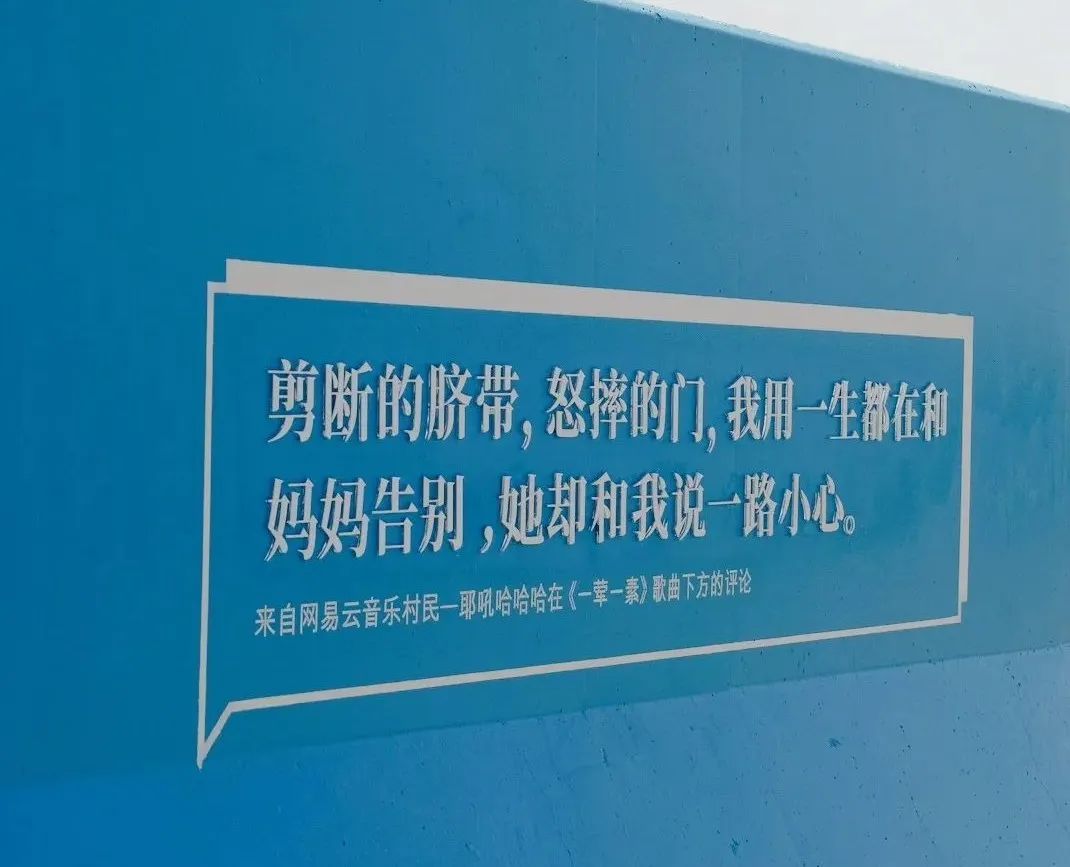 剪断的脐带，怒摔的门，我用一生都在和
妈妈告别，她却和我说一路小心。
来自网易云音乐村民—耶吼哈哈哈在《一荤一素》歌曲下方的评论